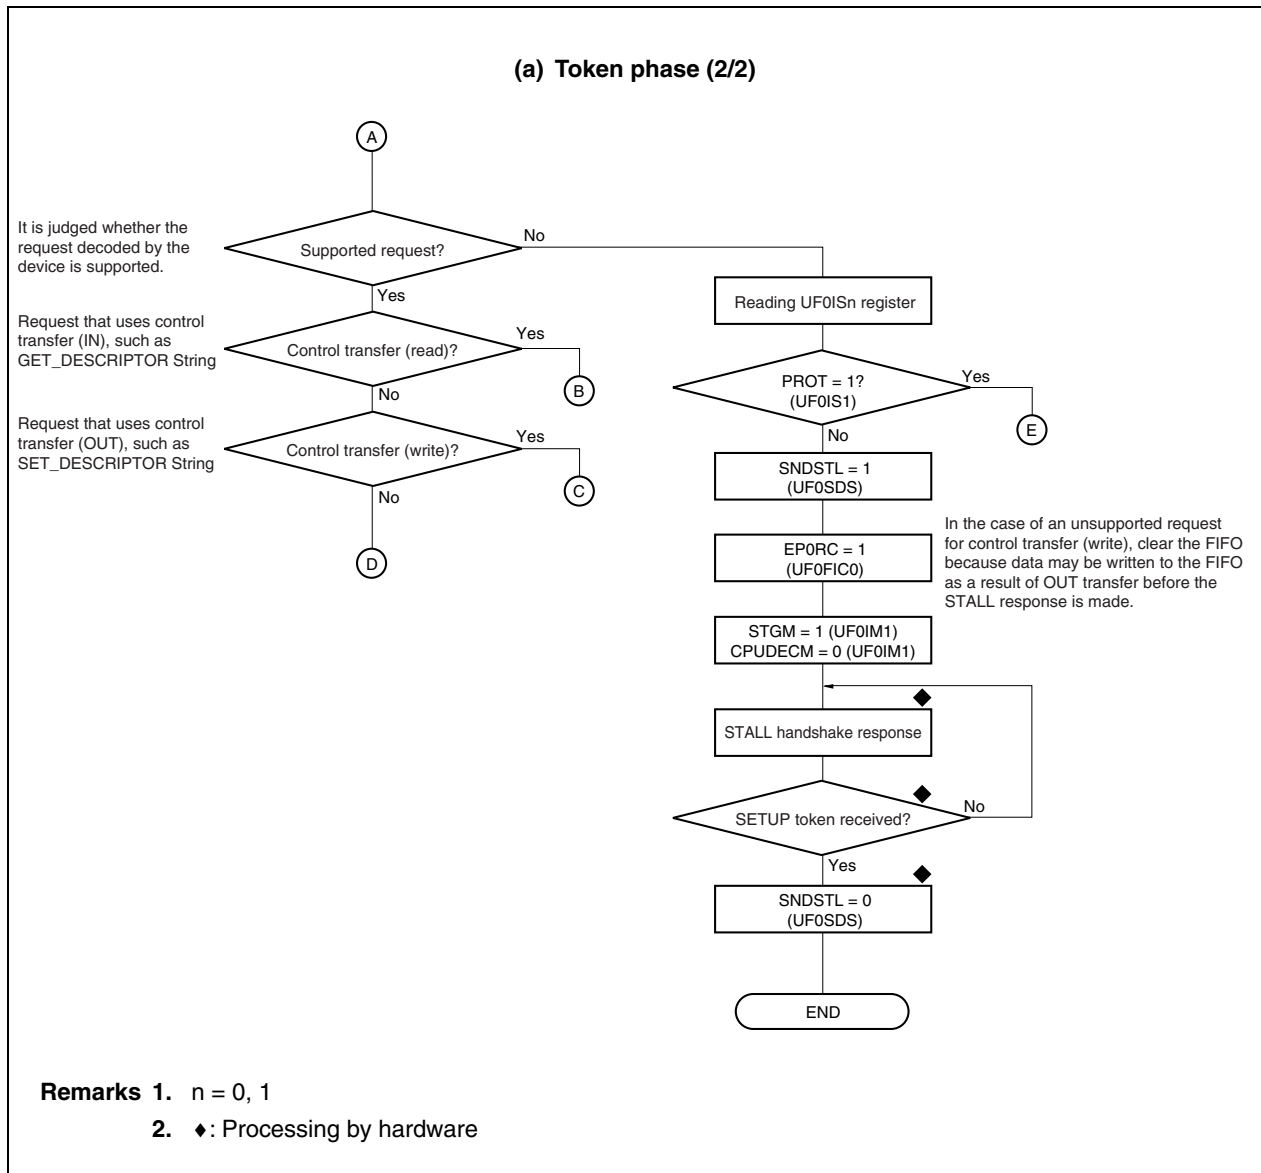 (a) Token phase (2/2)
A
It is judged whether the
request decoded by the
device is supported.
Supported request?
No
Yes
Reading UF0ISn register
Request that uses control
transfer (IN), such as
GET_DESCRIPTOR String
Control transfer (read)?
Yes
B
No
PROT = 1?
(UF0IS1)
Yes
E
No
Request that uses control
transfer (OUT), such as
SET_DESCRIPTOR String
Control transfer (write)?
Yes
C
No
D
SNDSTL = 1
(UF0SDS)
EP0RC = 1
(UF0FIC0)
In the case of an unsupported request
for control transfer (write), clear the FIFO
because data may be written to the FIFO
as a result of OUT transfer before the
STALL response is made.
STGM = 1 (UF0IM1)
CPUDECM = 0 (UF0IM1)
STALL handshake response
SETUP token received?
No
Yes
SNDSTL = 0
(UF0SDS)
END
Remarks 1. n = 0, 1
2. ♦: Processing by hardware